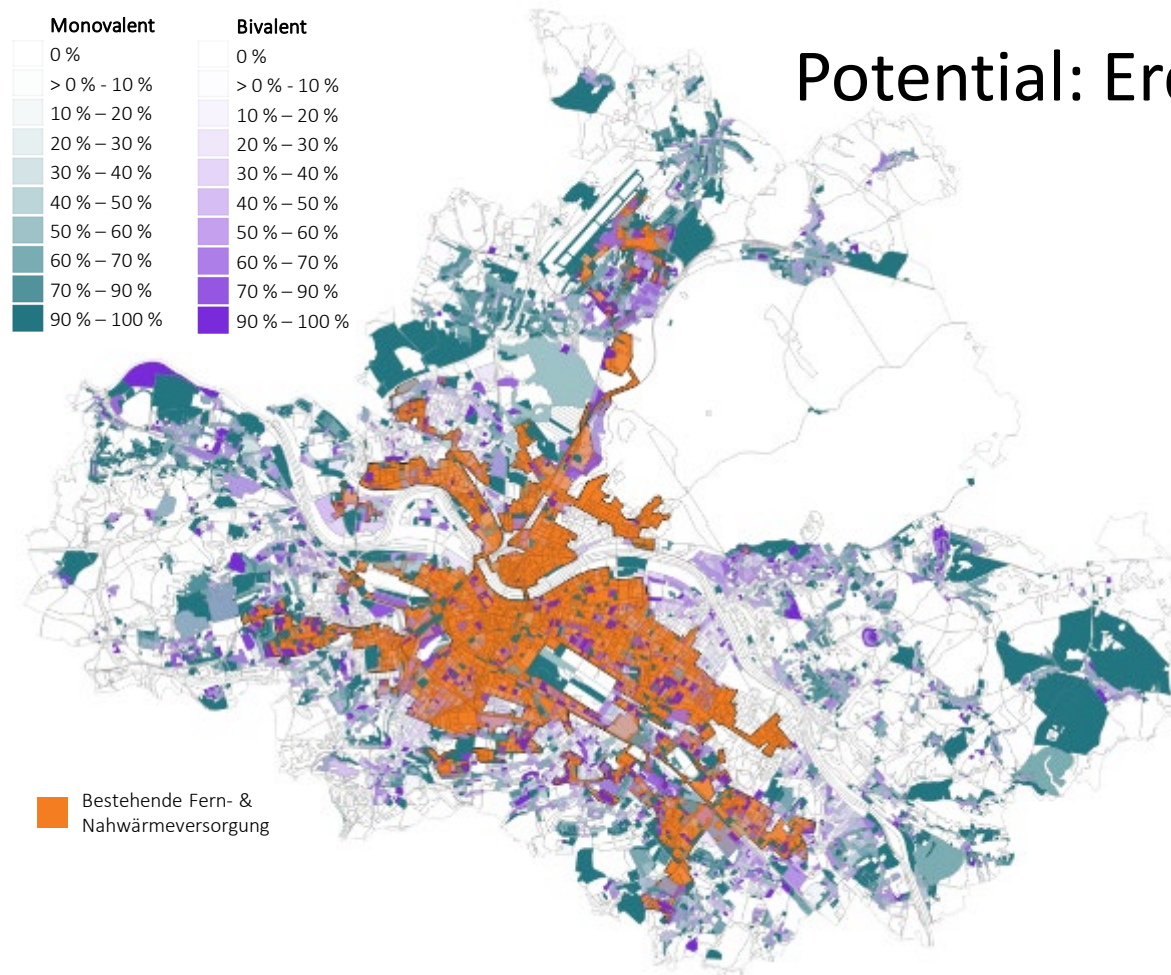 Potential: Erd
Monovalent
0 %
> 0 % - 10 %
10 % – 20 %
20 % – 30 %
30 % – 40 %
40 % – 50 %
50 % – 60 %
60 % – 70 %
70 % – 90 %
90 % – 100 %
Bivalent
0 %
> 0 % - 10 %
10 % – 20 %
20 % – 30 %
30 % – 40 %
40 % – 50 %
50 % – 60 %
60 % – 70 %
70 % – 90 %
90 % – 100 %
Bestehende Fern- &
Nahwärmeversorgung